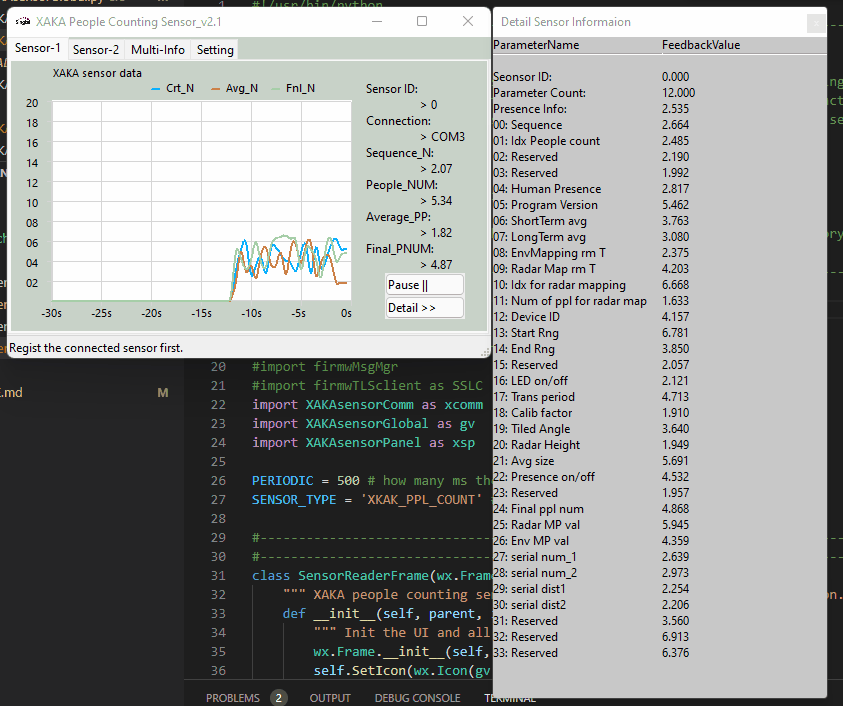 #!/usr/bin/python
XAKA People Counting Sensor_v2.1
Sensor-1 Sensor-2 Multi-Info Setting
XAKA sensor data
Crt_N Avg_N Fnl_N
20
18
16
14
12
10
08
06
04
02
-30s -25s -20s -15s -10s -5s 0s
Sensor ID:
> 0
Connection:
> COM3
Sequence_N:
> 2.07
People_NUM:
> 5.34
Average_PP:
> 1.82
Final_PNUM:
> 4.87
Pause ||
Detail >>
Regist the connected sensor first.
Detail Sensor Informaion
ParameterName FeedbackValue
Seonsor ID: 0.000
Parameter Count: 12.000
Presence Info: 2.535
00: Sequence 2.664
01: Idx People count 2.485
02: Reserved 2.190
03: Reserved 1.992
04: Human Presence 2.817
05: Program Version 5.462
06: ShortTerm avg 3.763
07: LongTerm avg 3.080
08: EnvMapping rm T 2.375
09: Radar Map rm T 4.203
10: Idx for radar mapping 6.668
11: Num of ppl for radar map 1.633
12: Device ID 4.157
13: Start Rng 6.781
14: End Rng 3.850
15: Reserved 2.057
16: LED on/off 2.121
17: Trans period 4.713
18: Calib factor 1.910
19: Tiled Angle 3.640
20: Radar Height 1.949
21: Avg size 5.691
22: Presence on/off 4.532
23: Reserved 1.957
24: Final ppl num 4.868
25: Radar MP val 5.945
26: Env MP val 4.359
27: serial num_1 2.639
28: serial num_2 2.973
29: serial dist1 2.254
30: serial dist2 2.206
31: Reserved 3.560
32: Reserved 6.913
33: Reserved 6.376
.md M
20 #import firmwMsgMgr
21 #import firmwTLSclient as SSLC
22 import XAKAsensorComm as xcomm
23 import XAKAsensorGlobal as gv
24 import XAKAsensorPanel as xsp
25
26 PERIODIC = 500 # how many ms th
27 SENSOR_TYPE = 'XKAK_PPL_COUNT'
28
29 #------------------------------
30 #------------------------------
31 class SensorReaderFrame(wx.Fram
32 """ XAKA people counting se
33 def __init__(self, parent,
34 """ Init the UI and all
35 wx.Frame.__init__(self,
36 self.SetIcon(wx.Icon(gv
PROBLEMS 2 OUTPUT DEBUG CONSOLE TERMINAL